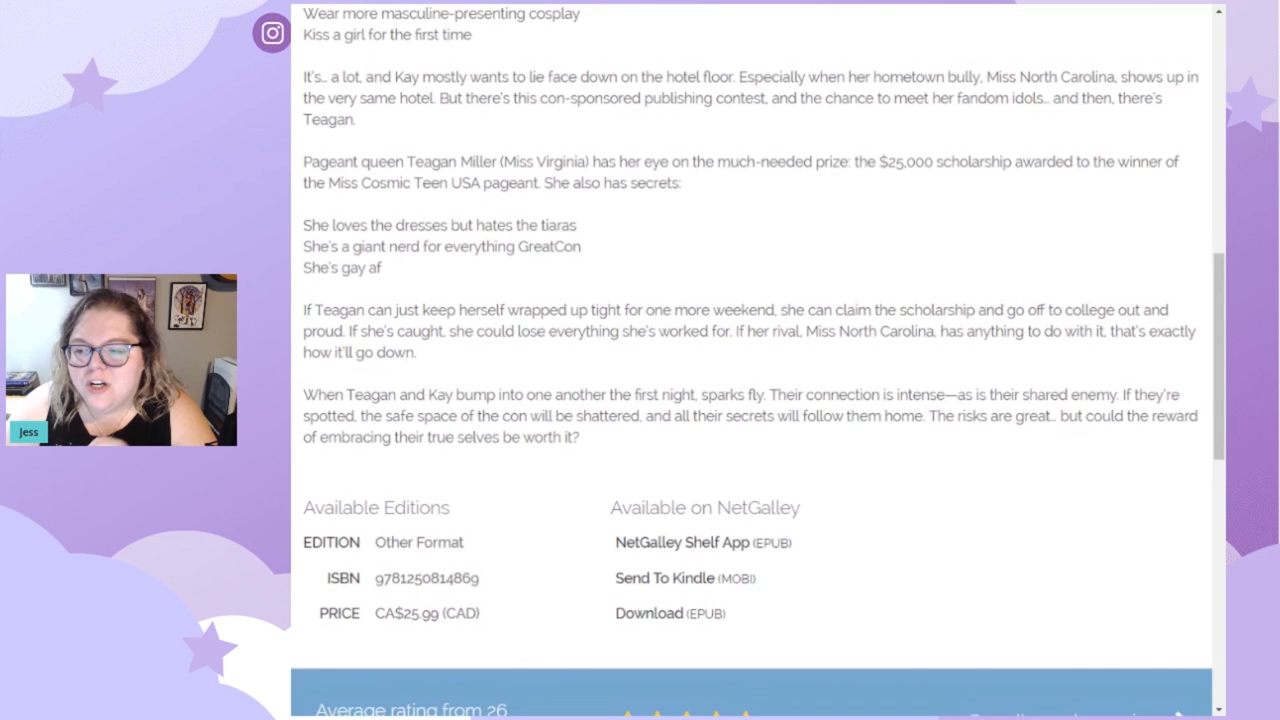 Wear more masculine-presenting cosplay
Kiss a girl for the first time
It's… a lot, and Kay mostly wants to lie face down on the hotel floor. Especially when her hometown bully, Miss North Carolina, shows up in
the very same hotel. But there's this con-sponsored publishing contest, and the chance to meet her fandom idols… and then, there's
Teagan.
Pageant queen Teagan Miller (Miss Virginia) has her eye on the much-needed prize: the $25,000 scholarship awarded to the winner of
the Miss Cosmic Teen USA pageant. She also has secrets:
She loves the dresses but hates the tiaras
She's a giant nerd for everything GreatCon
She's gay af
If Teagan can just keep herself wrapped up tight for one more weekend, she can claim the scholarship and go off to college out and
proud. If she's caught, she could lose everything she's worked for. If her rival, Miss North Carolina, has anything to do with it, that's exactly
how it'll go down.
When Teagan and Kay bump into one another the first night, sparks fly. Their connection is intense—as is their shared enemy. If they're
spotted, the safe space of the con will be shattered, and all their secrets will follow them home. The risks are great… but could the reward
of embracing their true selves be worth it?
Jess
Available Editions
EDITION Other Format
ISBN 9781250814869
PRICE CA$25.99 (CAD)
Available on NetGalley
NetGalley Shelf App (EPUB)
Send To Kindle (MOBI)
Download (EPUB)
Average rating from 26